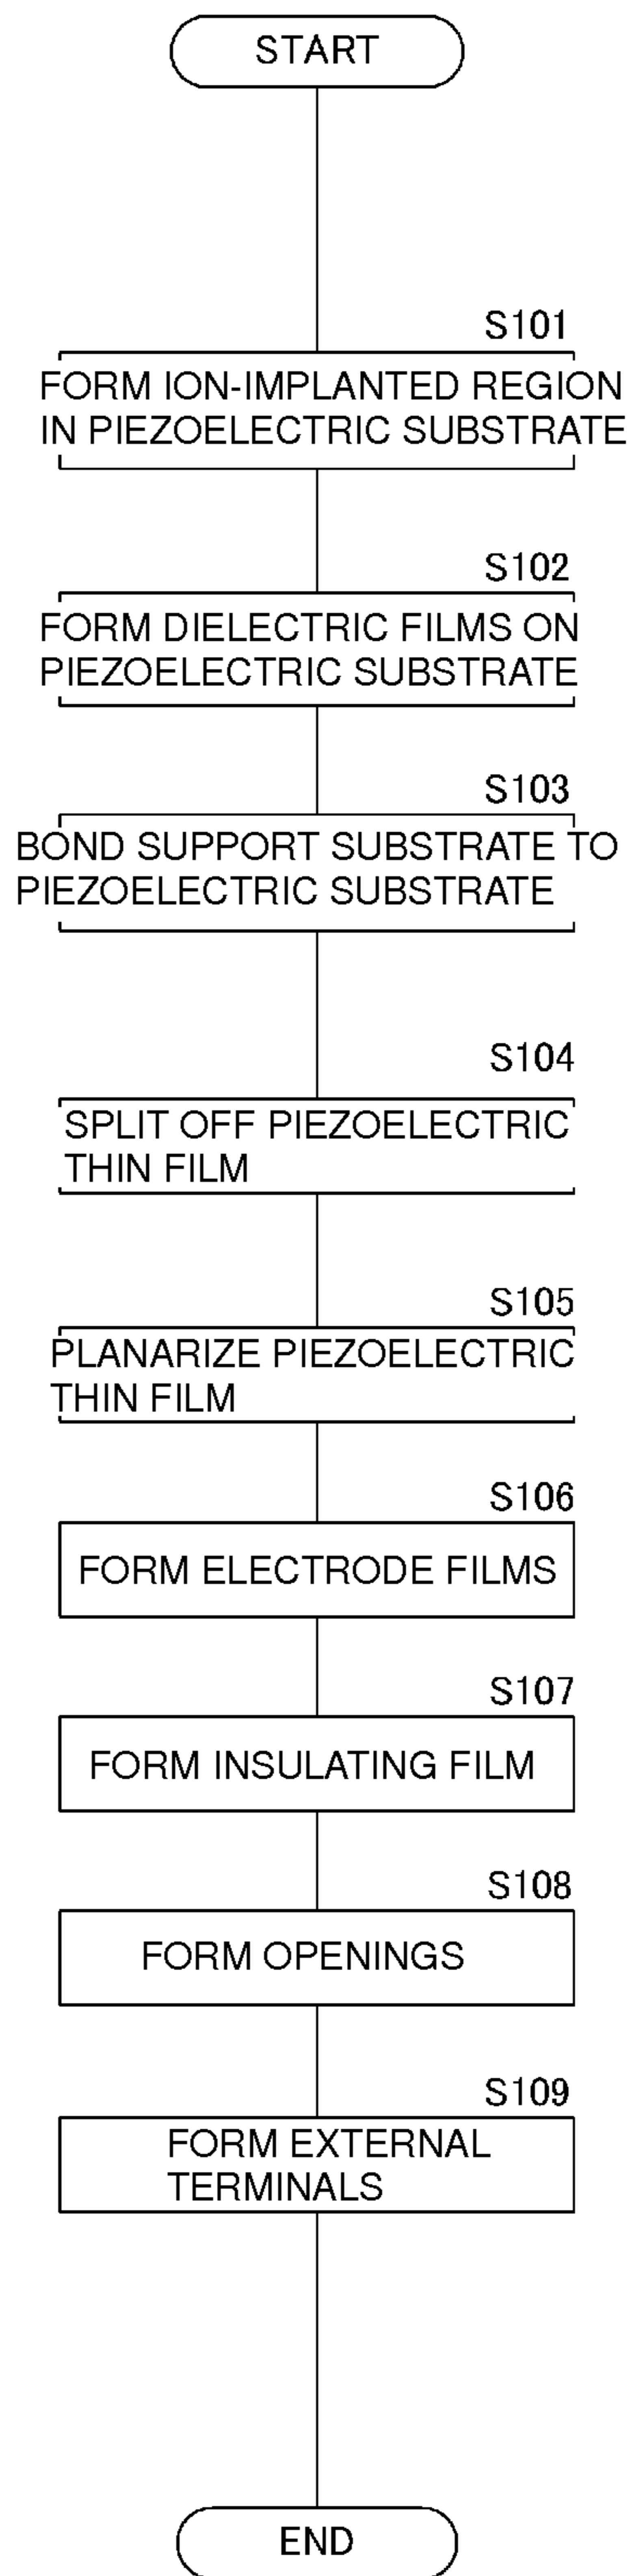 START
S101
FORM ION-IMPLANTED REGION
IN PIEZOELECTRIC SUBSTRATE
S102
FORM DIELECTRIC FILMS ON
PIEZOELECTRIC SUBSTRATE
S103
BOND SUPPORT SUBSTRATE TO
PIEZOELECTRIC SUBSTRATE
S104
SPLIT OFF PIEZOELECTRIC
THIN FILM
S105
PLANARIZE PIEZOELECTRIC
THIN FILM
S106
FORM ELECTRODE FILMS
S107
FORM INSULATING FILM
S108
FORM OPENINGS
S109
FORM EXTERNAL
TERMINALS
END